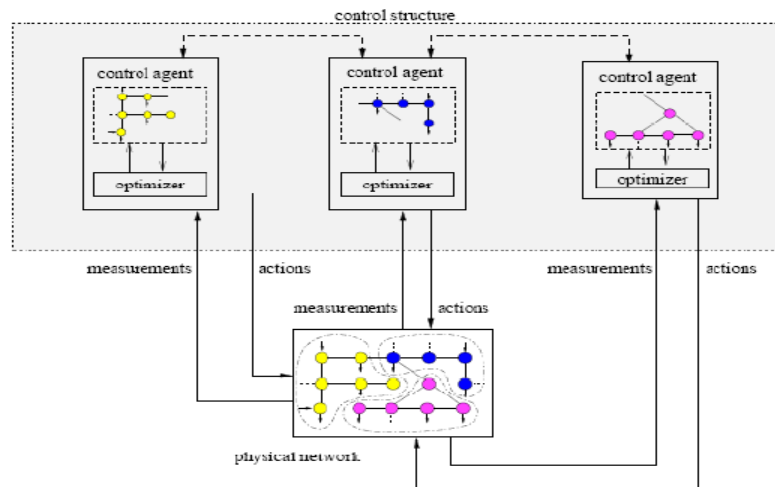 control structure
control agent
control agent
control agent
optimizer
optimizer
optimizer
measurements
actions
measurements
actions
measurements
actions
physical network